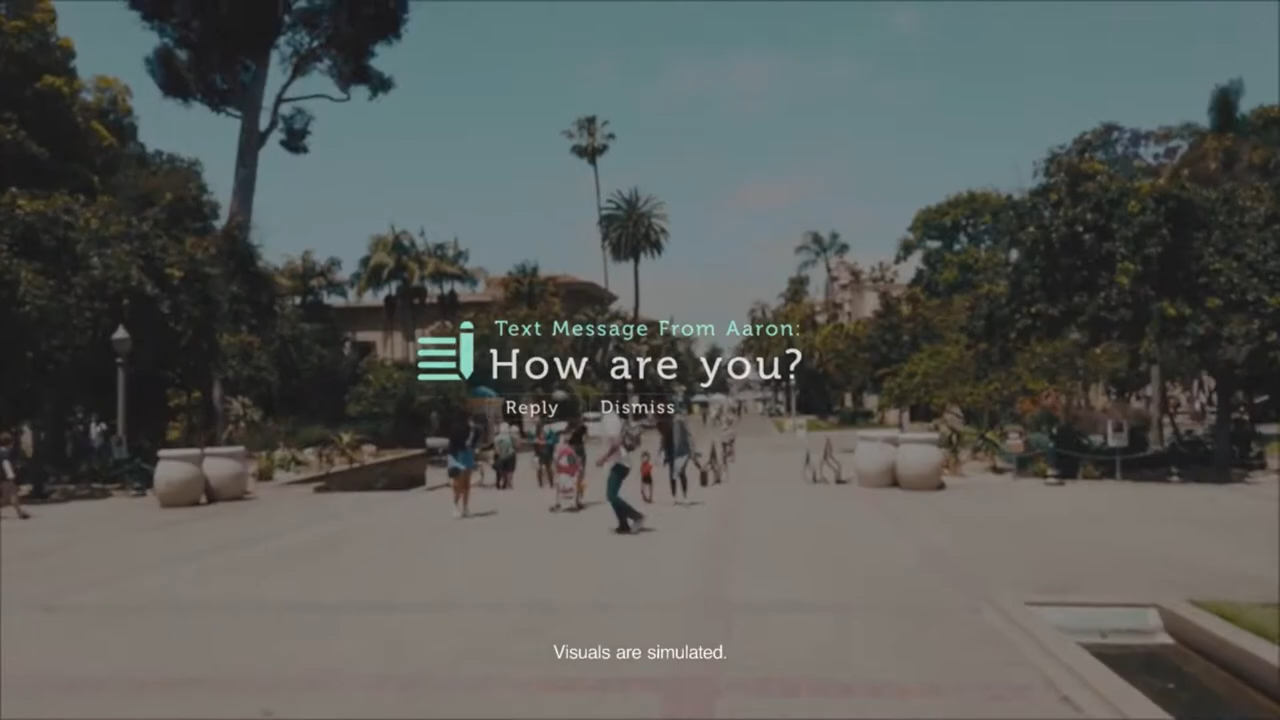 Text Message From Aaron:
How are you?
Reply Dismiss
Visuals are simulated.